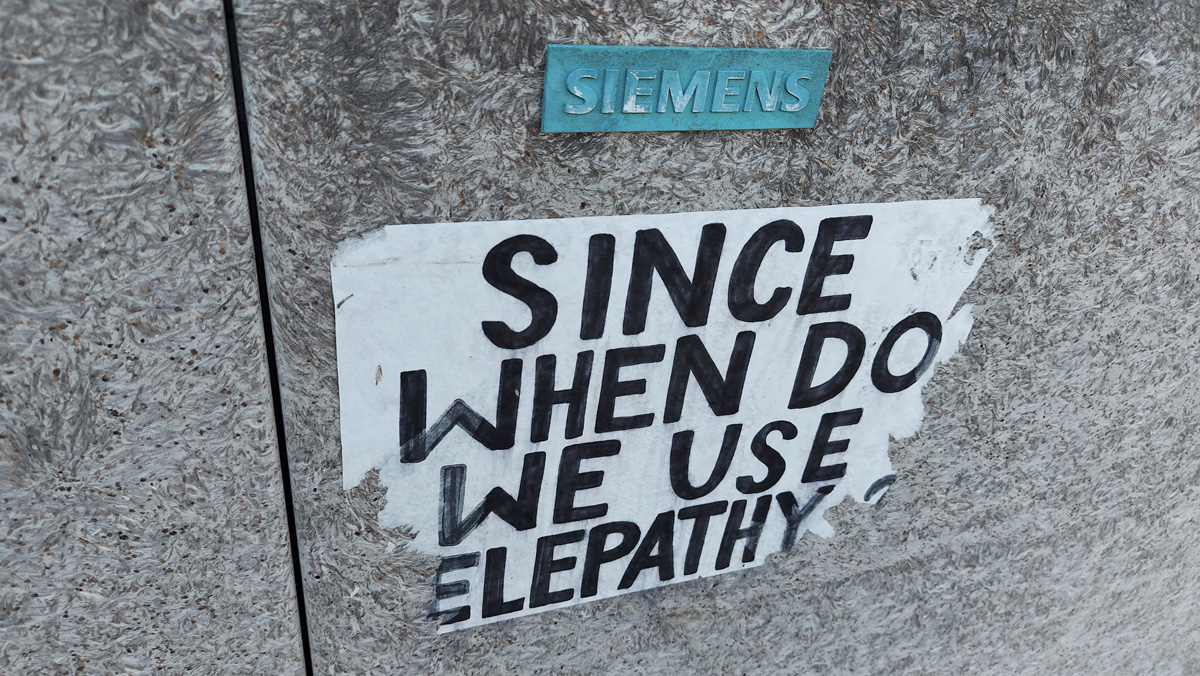 SIEMENS
SINCE
WHEN DO
WE USE
ELEPATHY